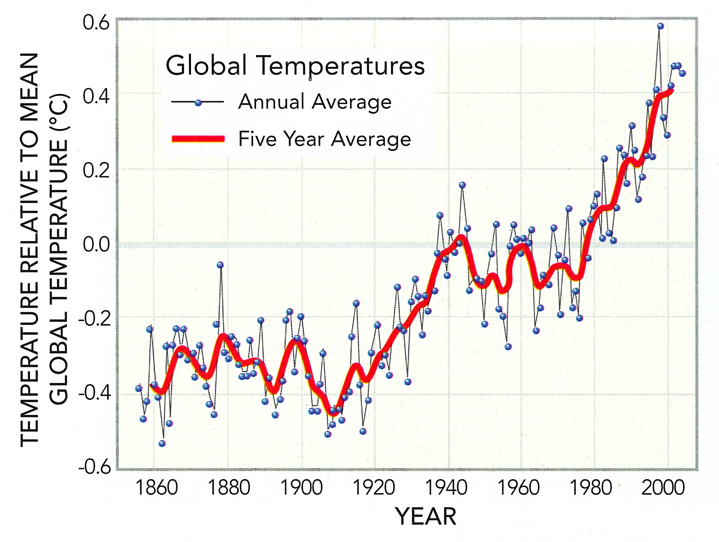 Global Temperatures
Annual Average
Five Year Average
TEMPERATURE RELATIVE TO MEAN
GLOBAL TEMPERATURE (°C)
0.6
0.4
0.2
0.0
-0.2
-0.4
-0.6
1860 1880 1900 1920 1940 1960 1980 2000
YEAR